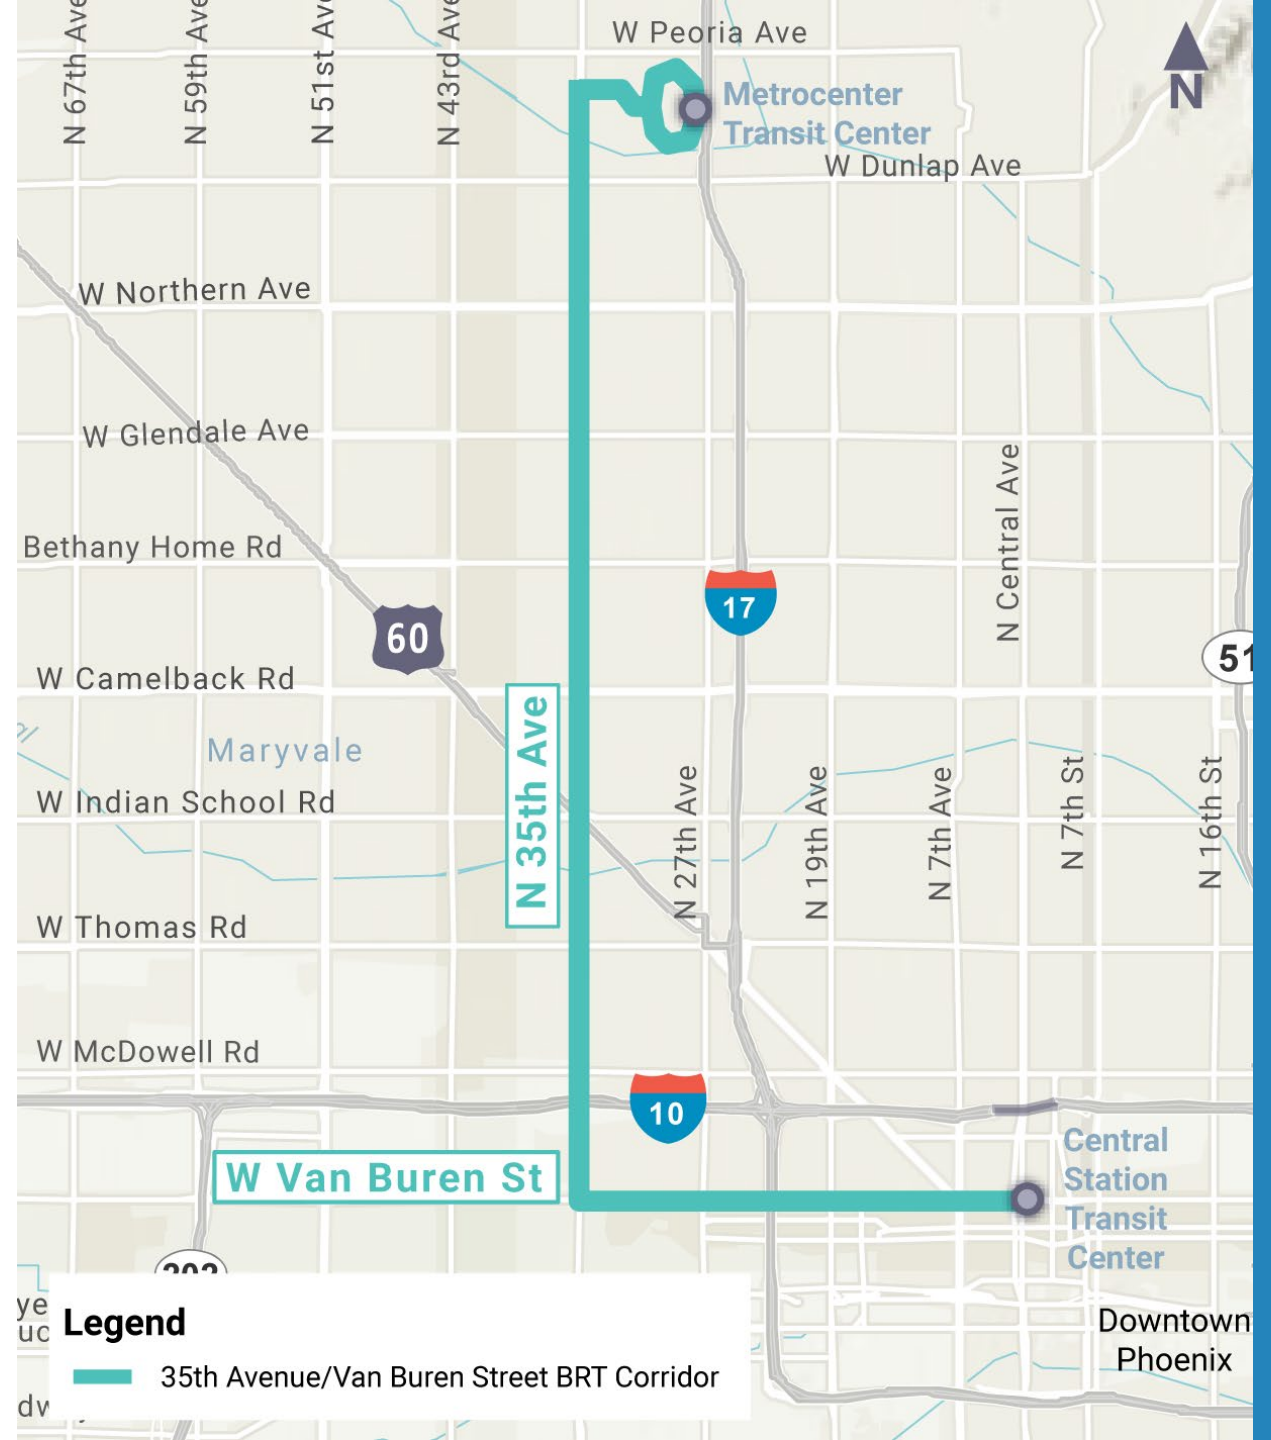 W Peoria Ave
N 67th Ave
N 59th Ave
N 51st Ave
N 43rd Ave
N
Metrocenter
Transit Center
W Dunlap Ave
W Northern Ave
W Glendale Ave
N Central Ave
Bethany Home Rd
17
60
51
W Camelback Rd
N 35th Ave
Maryvale
N 27th Ave
N 19th Ave
N 7th Ave
N 7th St
N 16th St
W Indian School Rd
W Thomas Rd
W McDowell Rd
10
Central
Station
Transit
Center
W Van Buren St
202
Legend
35th Avenue/Van Buren Street BRT Corridor
Downtown
Phoenix